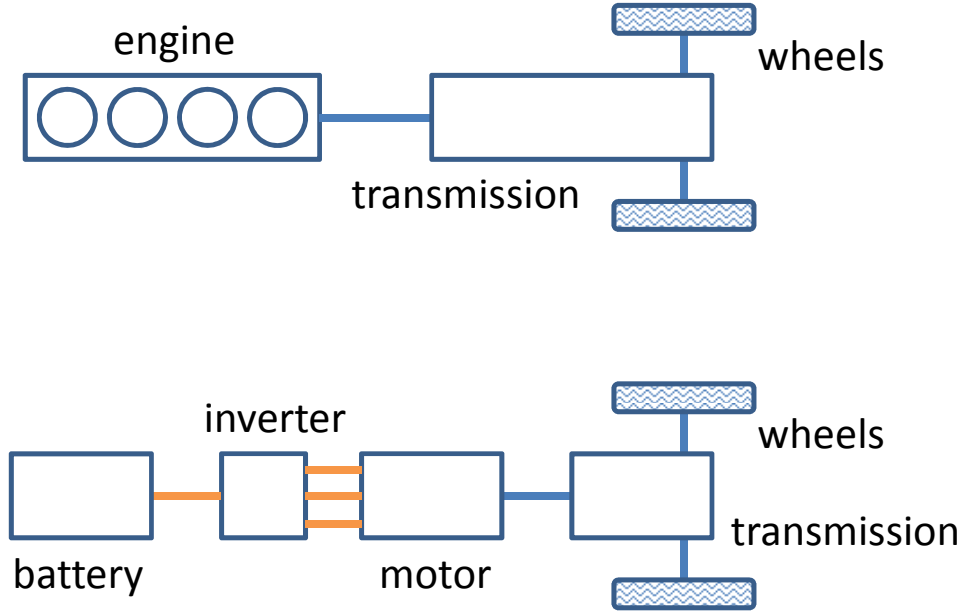 engine
wheels
transmission
inverter
wheels
transmission
battery
motor